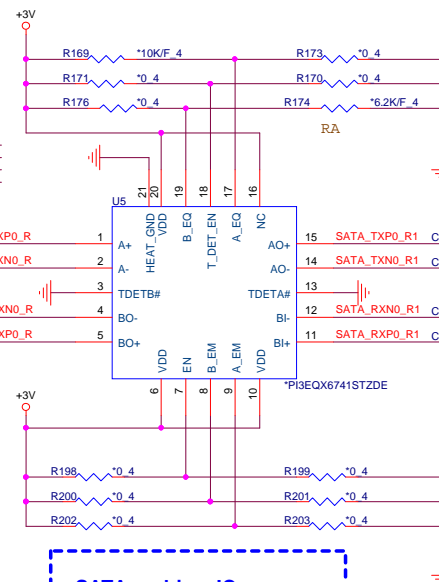 +3V
R169 *10K/F_4 R173 *0_4
R171 *0_4 R170 *0_4
R176 *0_4 R174 *6.2K/F_4
RA
21 20 19 18 17 16
U5
HEAT_GND VDD B_EQ T_DET_EN A_EQ NC
XP0_R 1 A+ AO+ 15 SATA_TXP0_R1 C
XN0_R 2 A- AO- 14 SATA_TXN0_R1 C
3 TDETB# TDETA# 13
XN0_R 4 BO- BI- 12 SATA_RXN0_R1 C
XP0_R 5 BO+ BI+ 11 SATA_RXP0_R1 C
VDD EN B_EM A_EM VDD
6 7 8 9 10
*PI3EQX6741STZDE
+3V
R198 *0_4 R199 *0_4
R200 *0_4 R201 *0_4
R202 *0_4 R203 *0_4